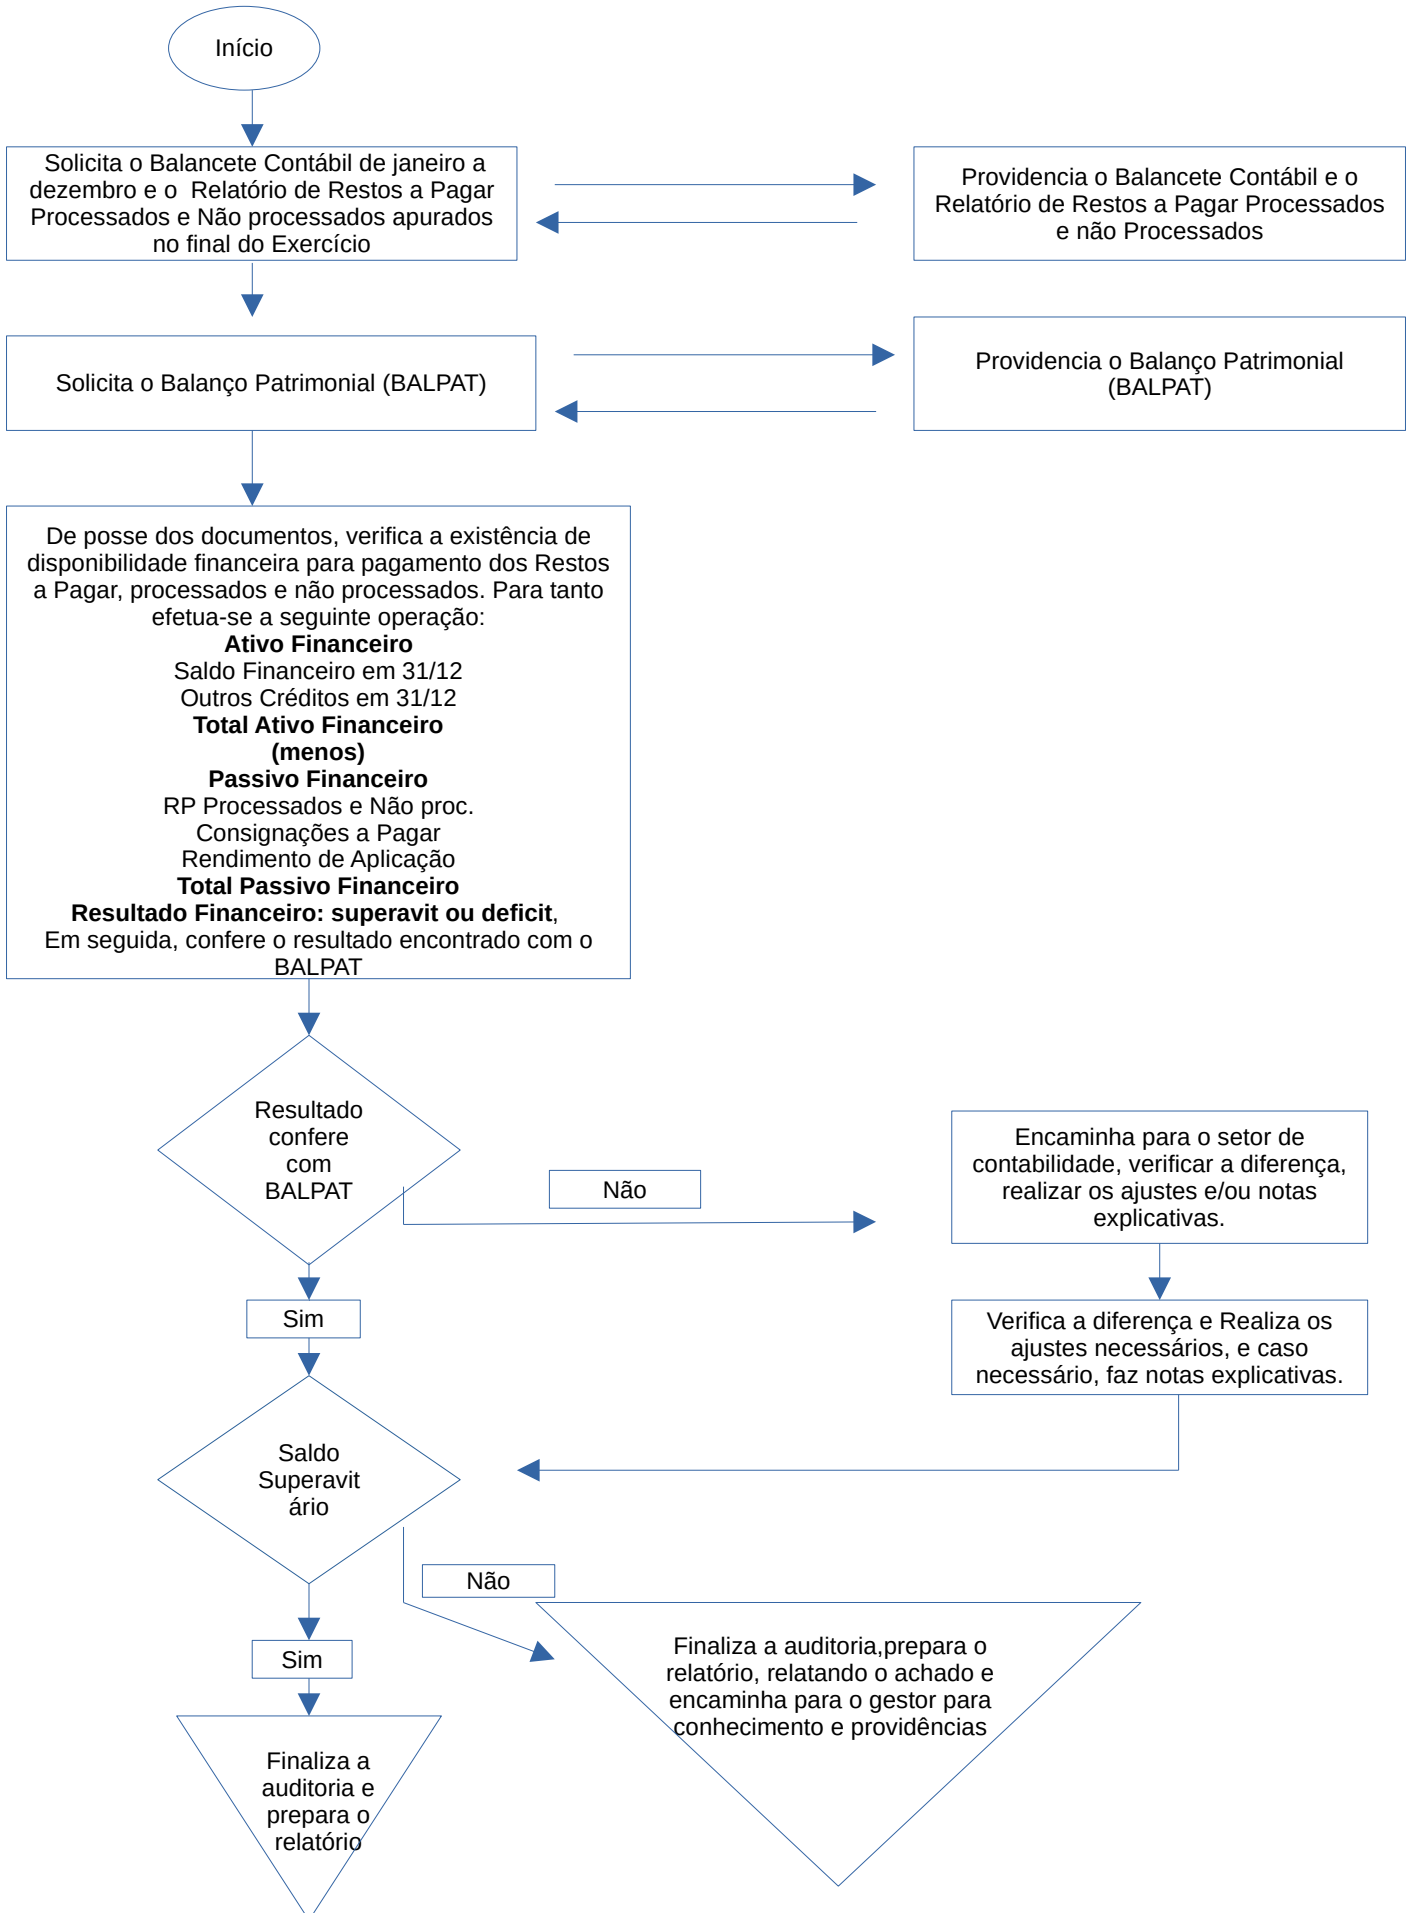 Início
Solicita o Balancete Contábil de janeiro a
dezembro e o  Relatório de Restos a Pagar
Processados e Não processados apurados
no final do Exercício
Providencia o Balancete Contábil e o
Relatório de Restos a Pagar Processados
e não Processados
Solicita o Balanço Patrimonial (BALPAT)
Providencia o Balanço Patrimonial
(BALPAT)
De posse dos documentos, verifica a existência de
disponibilidade financeira para pagamento dos Restos
a Pagar, processados e não processados. Para tanto
efetua-se a seguinte operação:
Ativo Financeiro
Saldo Financeiro em 31/12
Outros Créditos em 31/12
Total Ativo Financeiro
(menos)
Passivo Financeiro
RP Processados e Não proc.
Consignações a Pagar
Rendimento de Aplicação
Total Passivo Financeiro
Resultado Financeiro: superavit ou deficit,
Em seguida, confere o resultado encontrado com o
BALPAT
Resultado
confere
com
BALPAT
Não
Encaminha para o setor de
contabilidade, verificar a diferença,
realizar os ajustes e/ou notas
explicativas.
Sim
Verifica a diferença e Realiza os
ajustes necessários, e caso
necessário, faz notas explicativas.
Saldo
Superavit
ário
Não
Finaliza a auditoria,prepara o
relatório, relatando o achado e
encaminha para o gestor para
conhecimento e providências
Sim
Finaliza a
auditoria e
prepara o
relatório